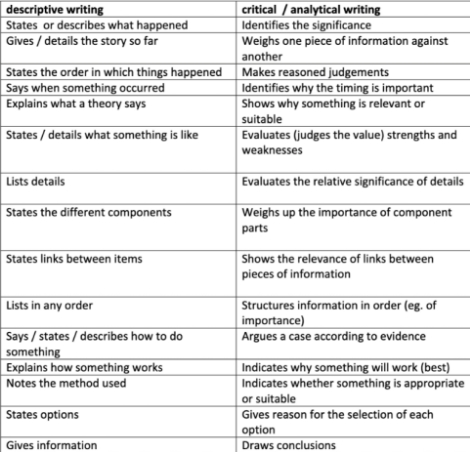 descriptive writing	critical / analytical writing
States or describes what happened	Identifies the significance
Gives / details the story so far	Weighs one piece of information against
another
States the order in which things happened	Makes reasoned judgements
Says when something occurred	Identifies why the timing is important
Explains what a theory says	Shows why something is relevant or
suitable
States / details what something is like	Evaluates (judges the value) strengths and
weaknesses
Lists details	Evaluates the relative significance of details
States the different components	Weighs up the importance of component
parts
States links between items	Shows the relevance of links between
pieces of information
Lists in any order	Structures information in order (eg. of
importance)
Says / states / describes how to do	Argues a case according to evidence
something
Explains how something works	Indicates why something will work (best)
Notes the method used	Indicates whether something is appropriate
or suitable
States options	Gives reason for the selection of each
option
Gives information	Draws conclusions